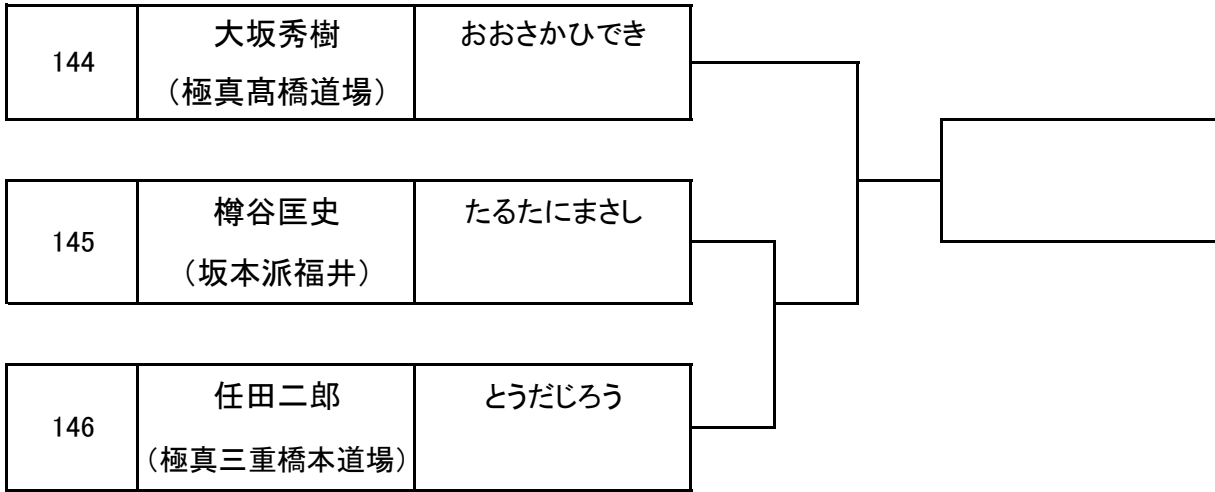 144
大坂秀樹
（極真髙橋道場）
おおさかひでき
145
樽谷匡史
（坂本派福井）
たるたにまさし
146
任田二郎
（極真三重橋本道場）
とうだじろう